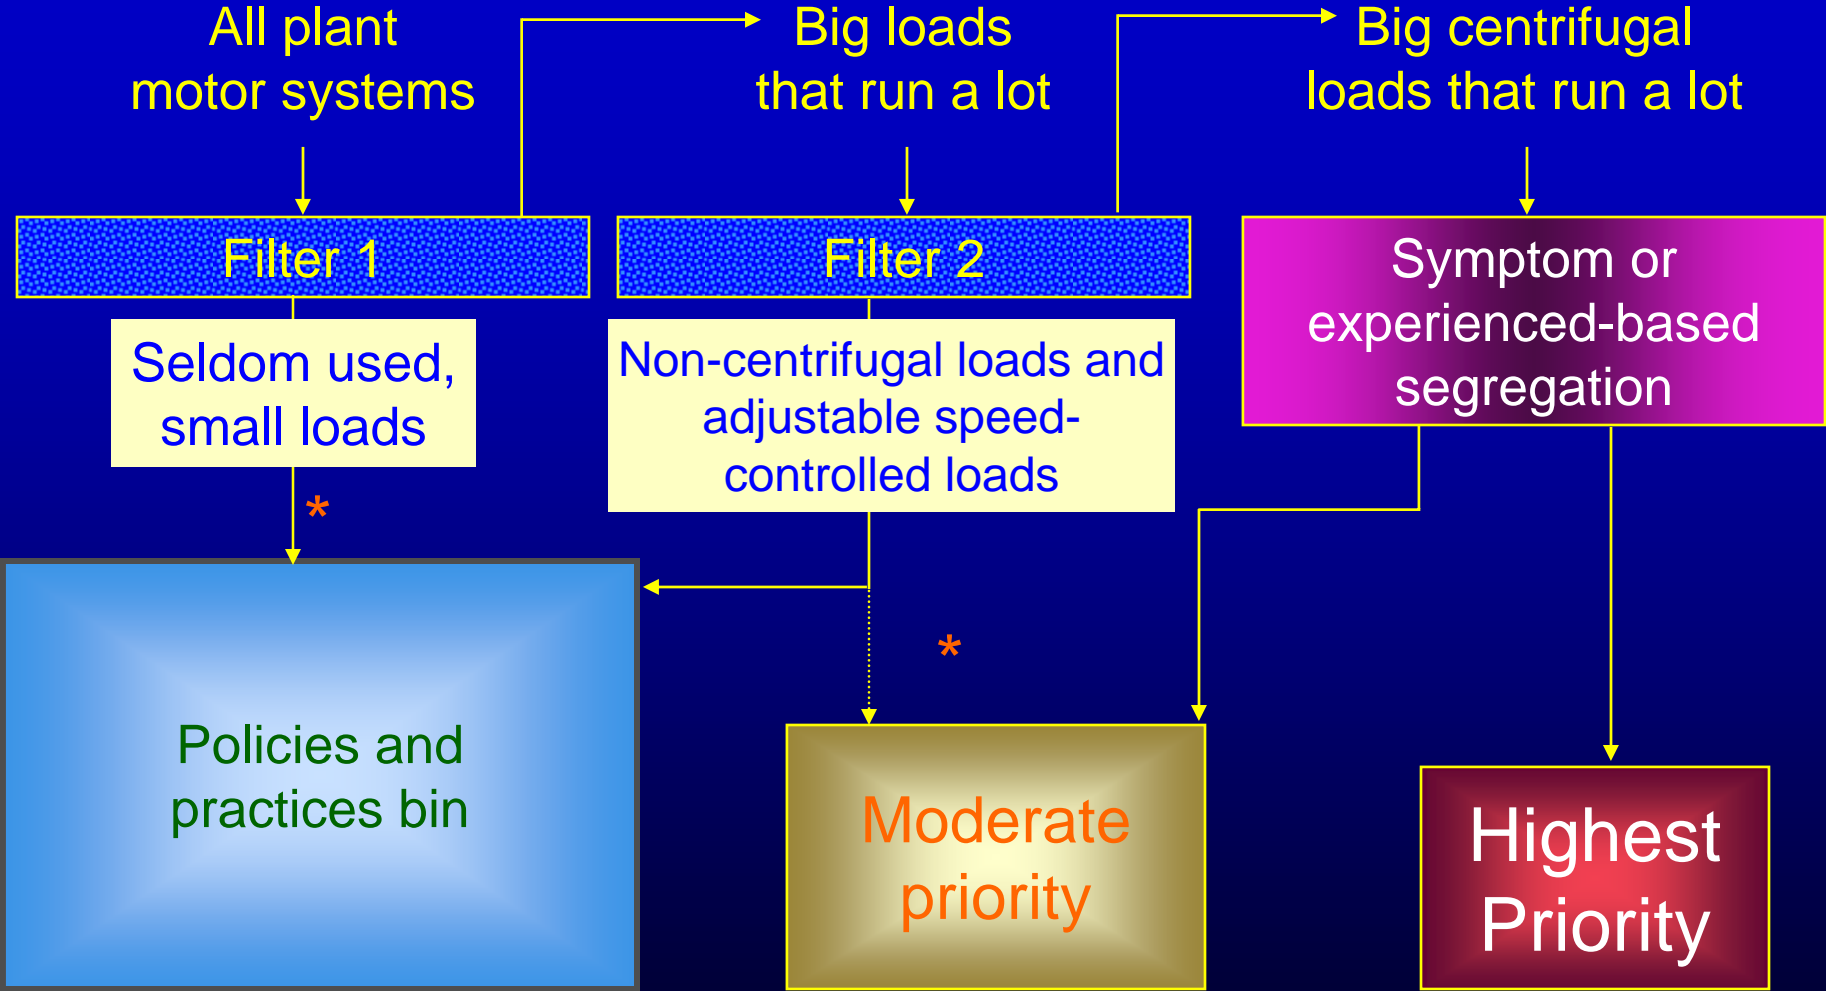 All plant
motor systems
Big loads
that run a lot
Big centrifugal
loads that run a lot
Filter 1
Filter 2
Symptom or
experienced-based
segregation
Seldom used,
small loads
Non-centrifugal loads and
adjustable speed-
controlled loads
*
*
Policies and
practices bin
Moderate
priority
Highest
Priority